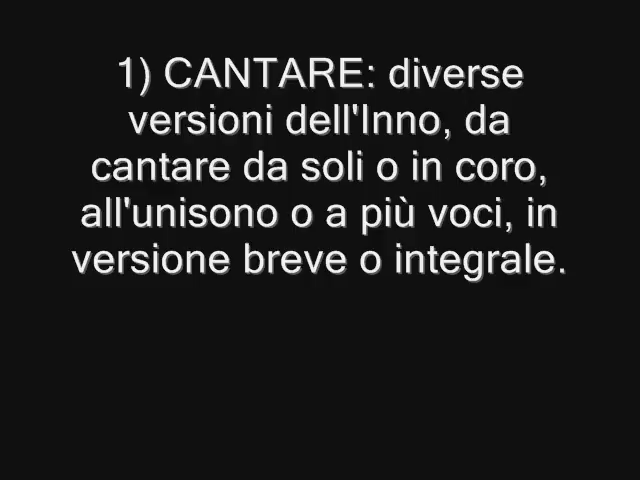 1) CANTARE: diverse
versioni dell'Inno, da
cantare da soli o in coro,
all'unisono o a più voci, in
versione breve o integrale.